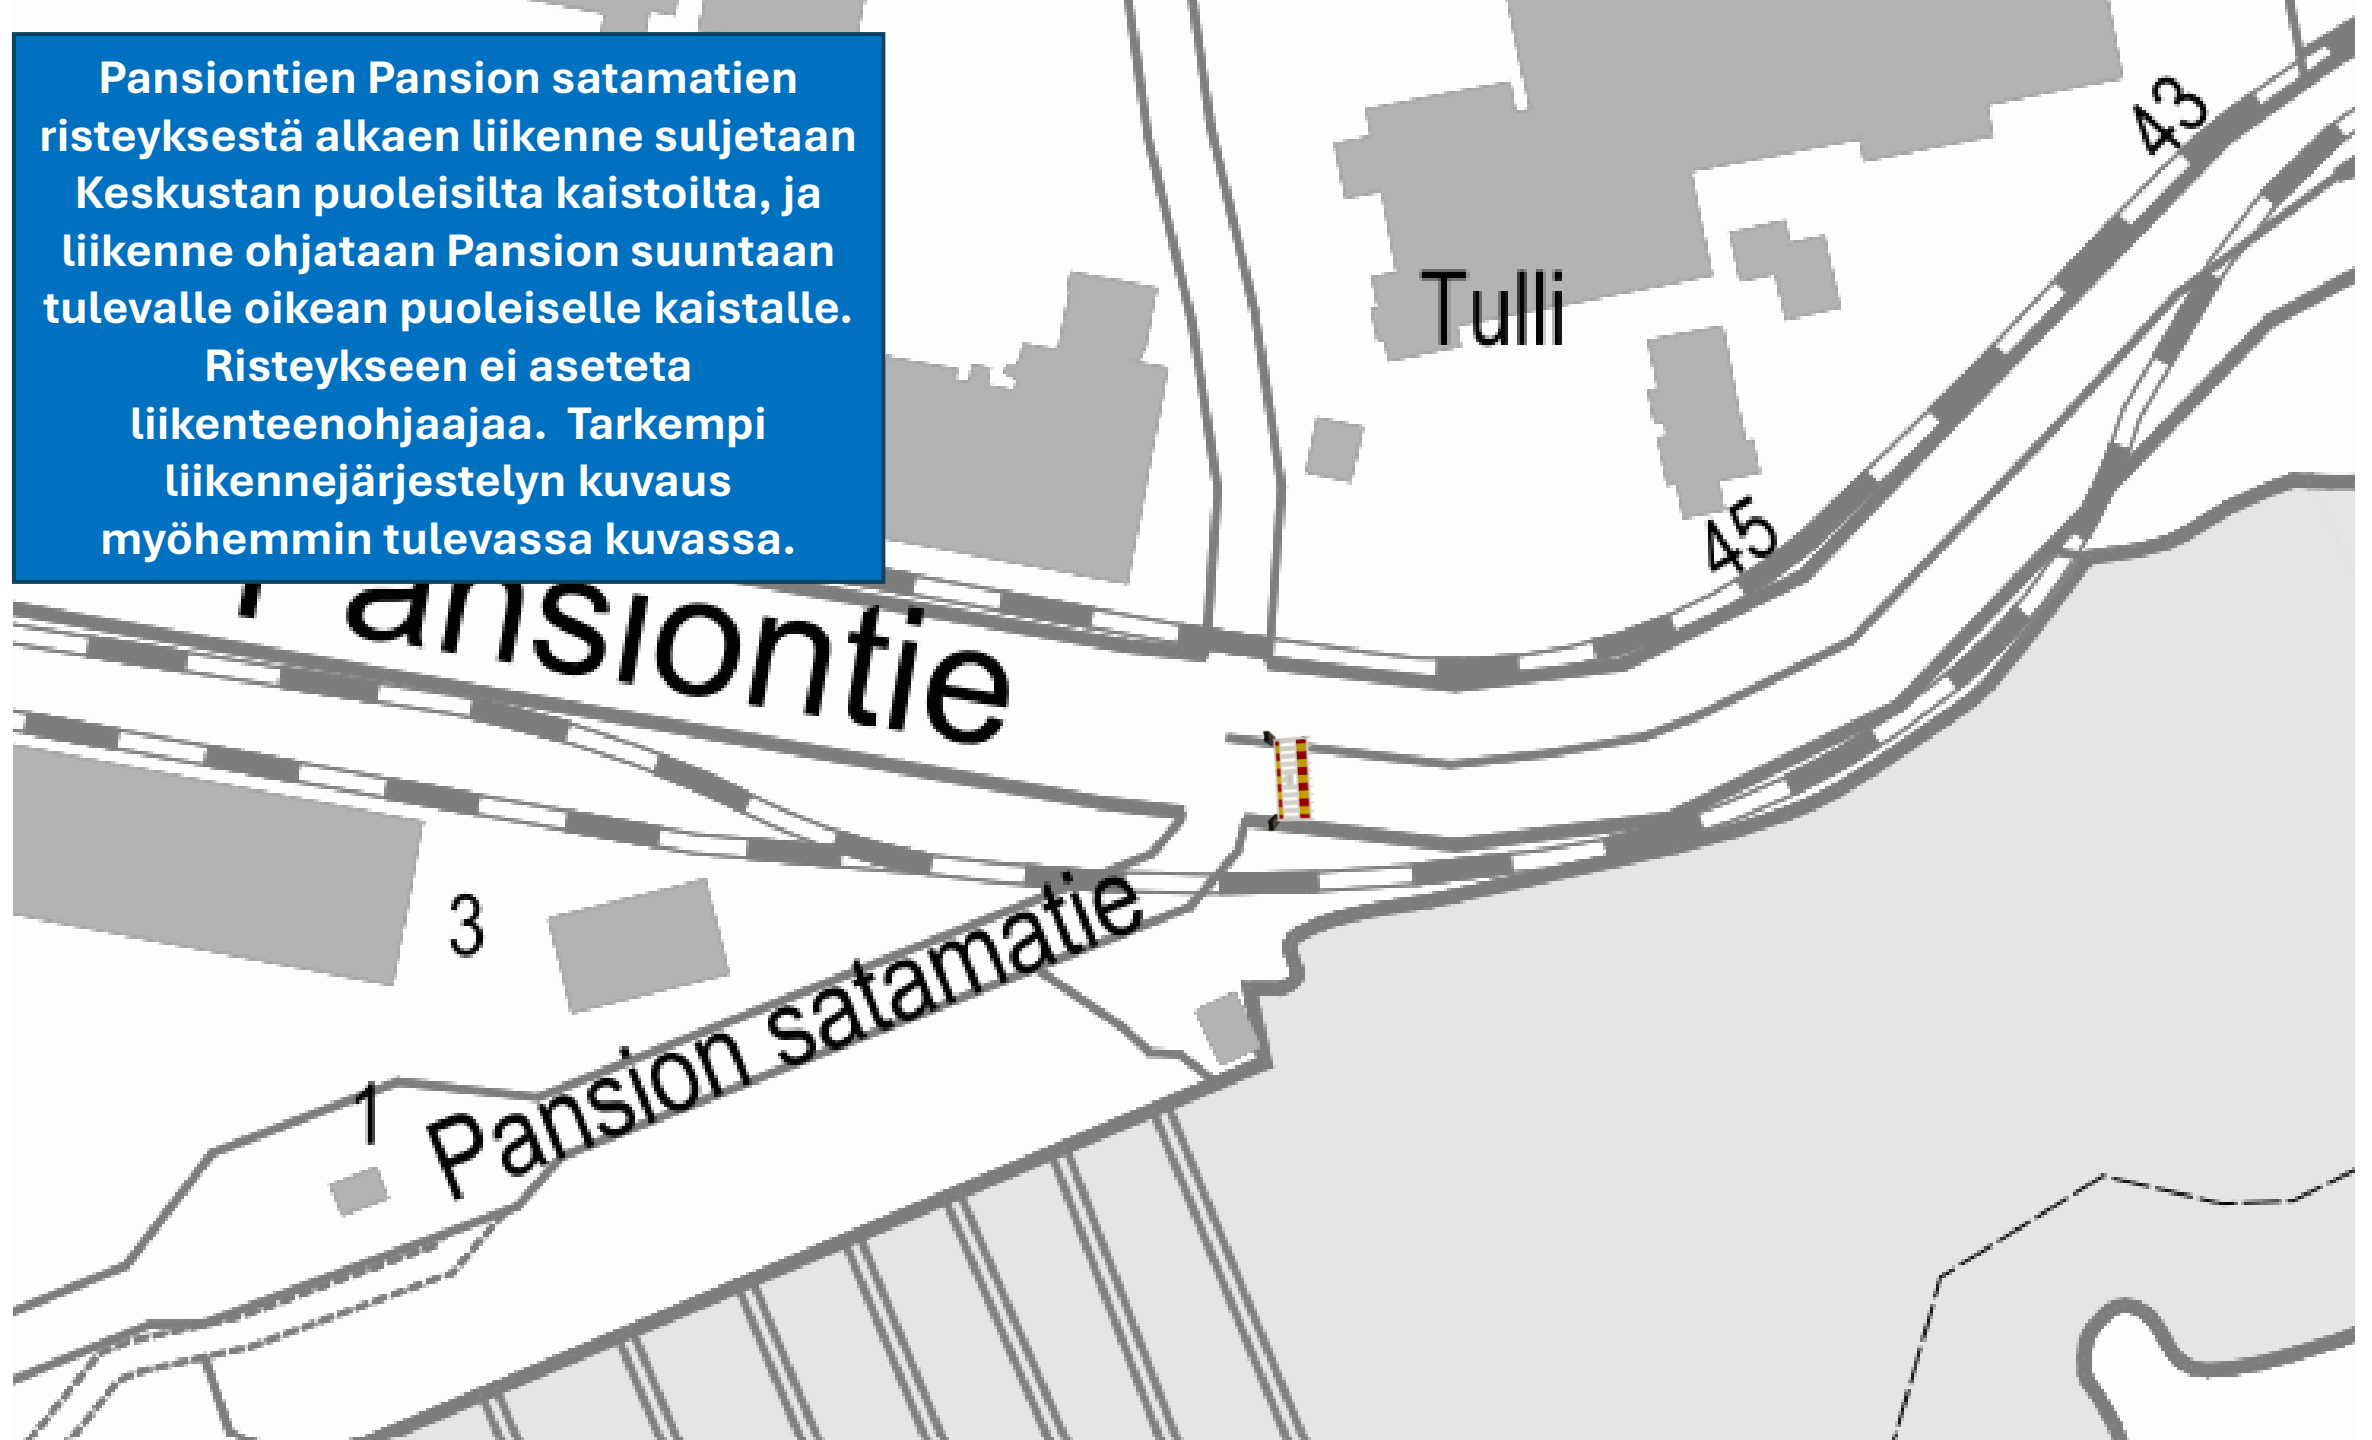 Pansiontien Pansion satamatien
risteyksestä alkaen liikenne suljetaan
Keskustan puoleisilta kaistoilta, ja
liikenne ohjataan Pansion suuntaan
tulevalle oikean puoleiselle kaistalle.
Risteykseen ei aseteta
liikenteenohjaajaa.  Tarkempi
liikennejärjestelyn kuvaus
myöhemmin tulevassa kuvassa.
43
Tulli
45
Pansiontie
3
Pansion satamatie
1